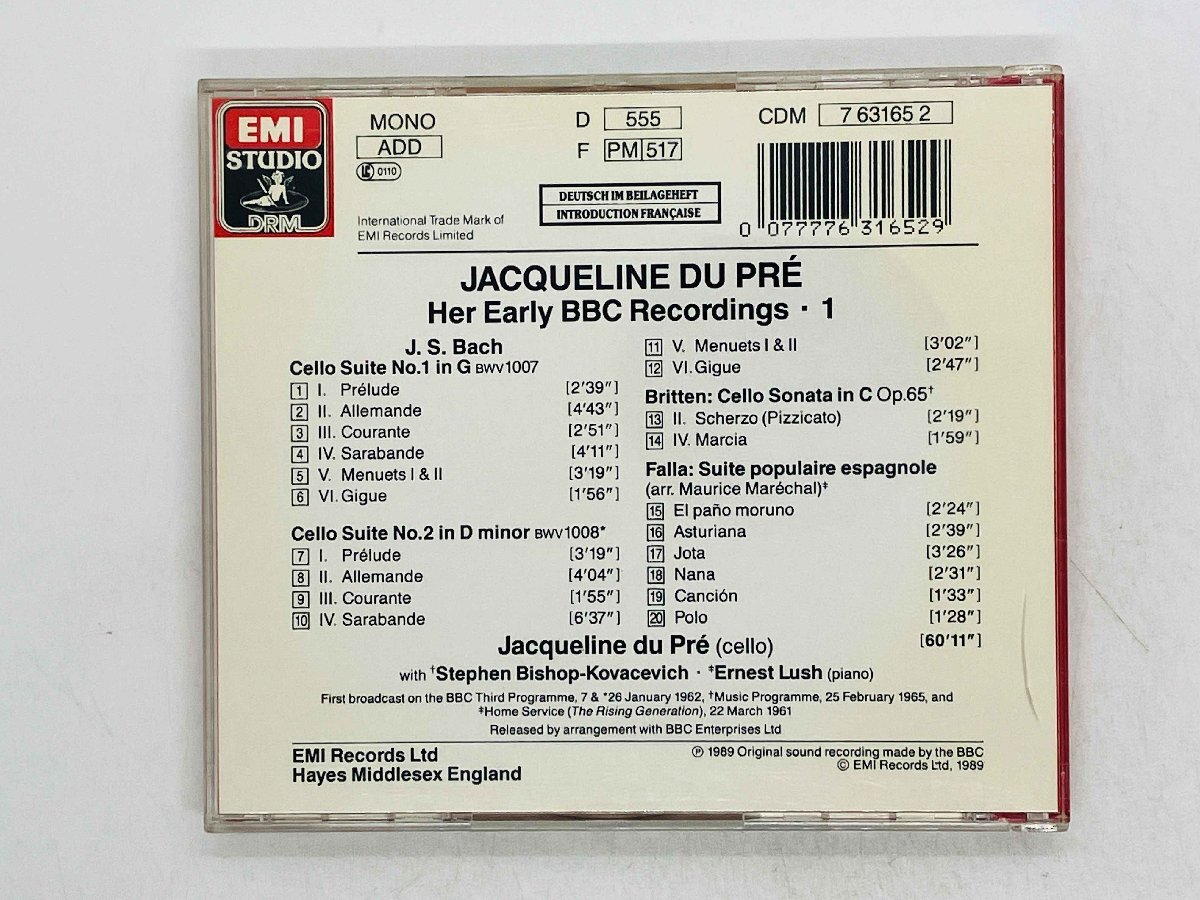 EMI
STUDIO
DRM
MONO
ADD
LC 0110
International Trade Mark of
EMI Records Limited
D 555
F PM 517
DEUTSCH IM BEILAGEHEFT
INTRODUCTION FRANÇAISE
CDM 7 63165 2
0 077776 316529
JACQUELINE DU PRÉ
Her Early BBC Recordings · 1
J. S. Bach
Cello Suite No.1 in G BWV1007
1 I. Prélude [2'39"]
2 II. Allemande [4'43"]
3 III. Courante [2'51"]
4 IV. Sarabande [4'11"]
5 V. Menuets I & II [3'19"]
6 VI. Gigue [1'56"]
Cello Suite No.2 in D minor BWV1008*
7 I. Prélude [3'19"]
8 II. Allemande [4'04"]
9 III. Courante [1'55"]
10 IV. Sarabande [6'37"]
11 V. Menuets I & II [3'02"]
12 VI. Gigue [2'47"]
Britten: Cello Sonata in C Op.65†
13 II. Scherzo (Pizzicato) [2'19"]
14 IV. Marcia [1'59"]
Falla: Suite populaire espagnole
(arr. Maurice Maréchal)‡
15 El paño moruno [2'24"]
16 Asturiana [2'39"]
17 Jota [3'26"]
18 Nana [2'31"]
19 Canción [1'33"]
20 Polo [1'28"]
[60'11"]
Jacqueline du Pré (cello)
with †Stephen Bishop-Kovacevich · ‡Ernest Lush (piano)
First broadcast on the BBC Third Programme, 7 & *26 January 1962, †Music Programme, 25 February 1965, and
‡Home Service (The Rising Generation), 22 March 1961
Released by arrangement with BBC Enterprises Ltd
EMI Records Ltd
Hayes Middlesex England
℗ 1989 Original sound recording made by the BBC
© EMI Records Ltd, 1989